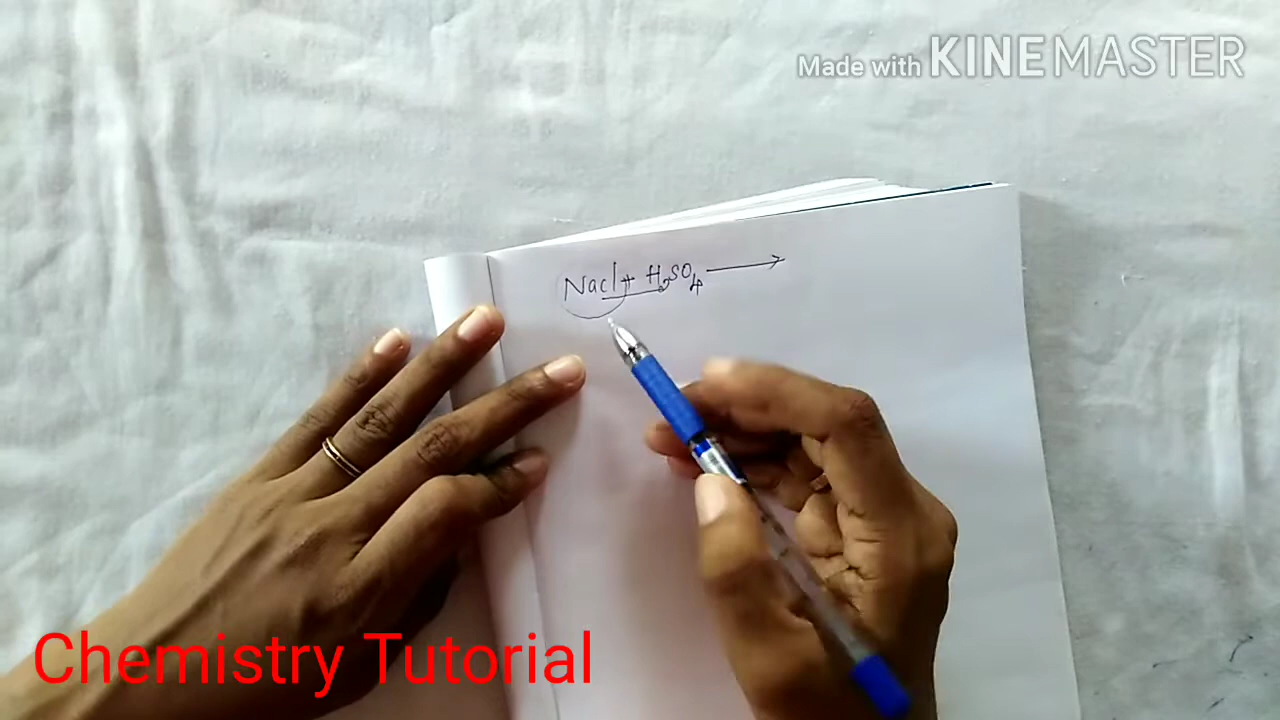 Made with KINEMASTER
Nacl + H₂SO₄ →
Chemistry Tutorial